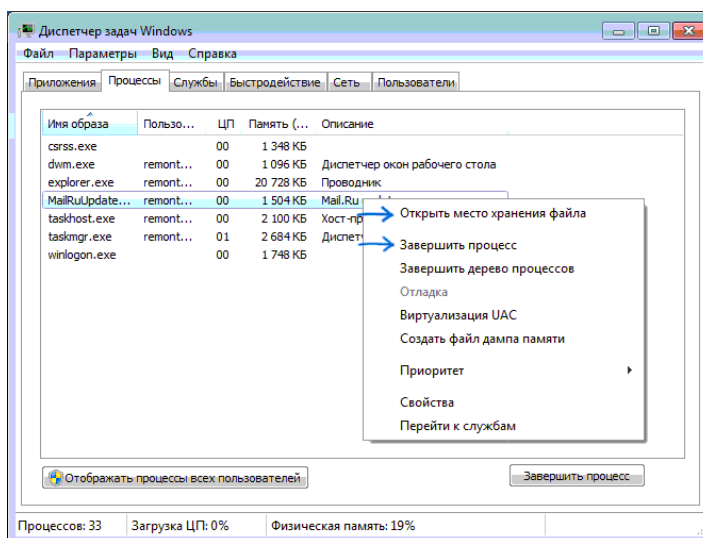 Диспетчер задач Windows
Файл Параметры Вид Справка
Приложения Процессы Службы Быстродействие Сеть Пользователи
Имя образа Пользо... ЦП Память (... Описание
csrss.exe 00 1 348 КБ
dwm.exe remont... 00 1 096 КБ Диспетчер окон рабочего стола
explorer.exe remont... 00 20 728 КБ Проводник
MailRuUpdate... remont... 00 1 504 КБ Mail.Ru
taskhost.exe remont... 00 2 100 КБ Хост-пр
taskmgr.exe remont... 01 2 684 КБ Диспет
winlogon.exe 00 1 748 КБ
Открыть место хранения файла
Завершить процесс
Завершить дерево процессов
Отладка
Виртуализация UAC
Создать файл дампа памяти
Приоритет
Свойства
Перейти к службам
Отображать процессы всех пользователей
Завершить процесс
Процессов: 33 Загрузка ЦП: 0% Физическая память: 19%